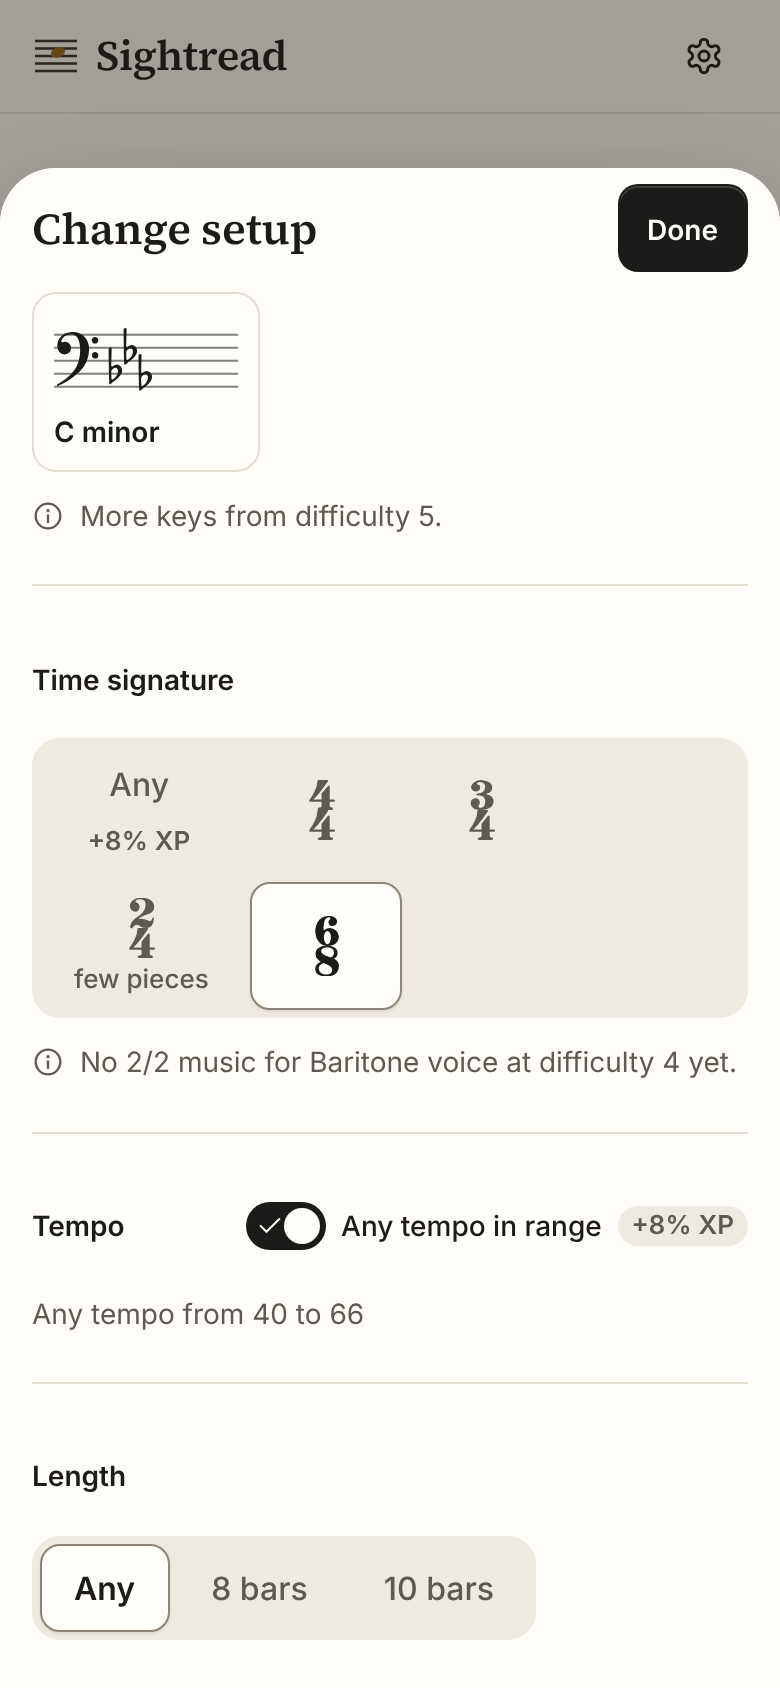 Sightread
Change setup
Done
C minor
More keys from difficulty 5.
Time signature
Any
+8% XP
4
4
3
4
2
4
few pieces
6
8
No 2/2 music for Baritone voice at difficulty 4 yet.
Tempo
Any tempo in range
+8% XP
Any tempo from 40 to 66
Length
Any
8 bars
10 bars